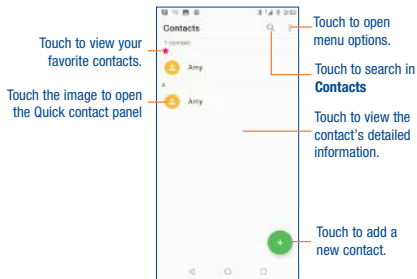 Contacts
1 contact
Amy
A
Amy
Touch to view your
favorite contacts.
Touch the image to open
the Quick contact panel
Touch to open
menu options.
Touch to search in
Contacts
Touch to view the
contact's detailed
information.
Touch to add a
new contact.